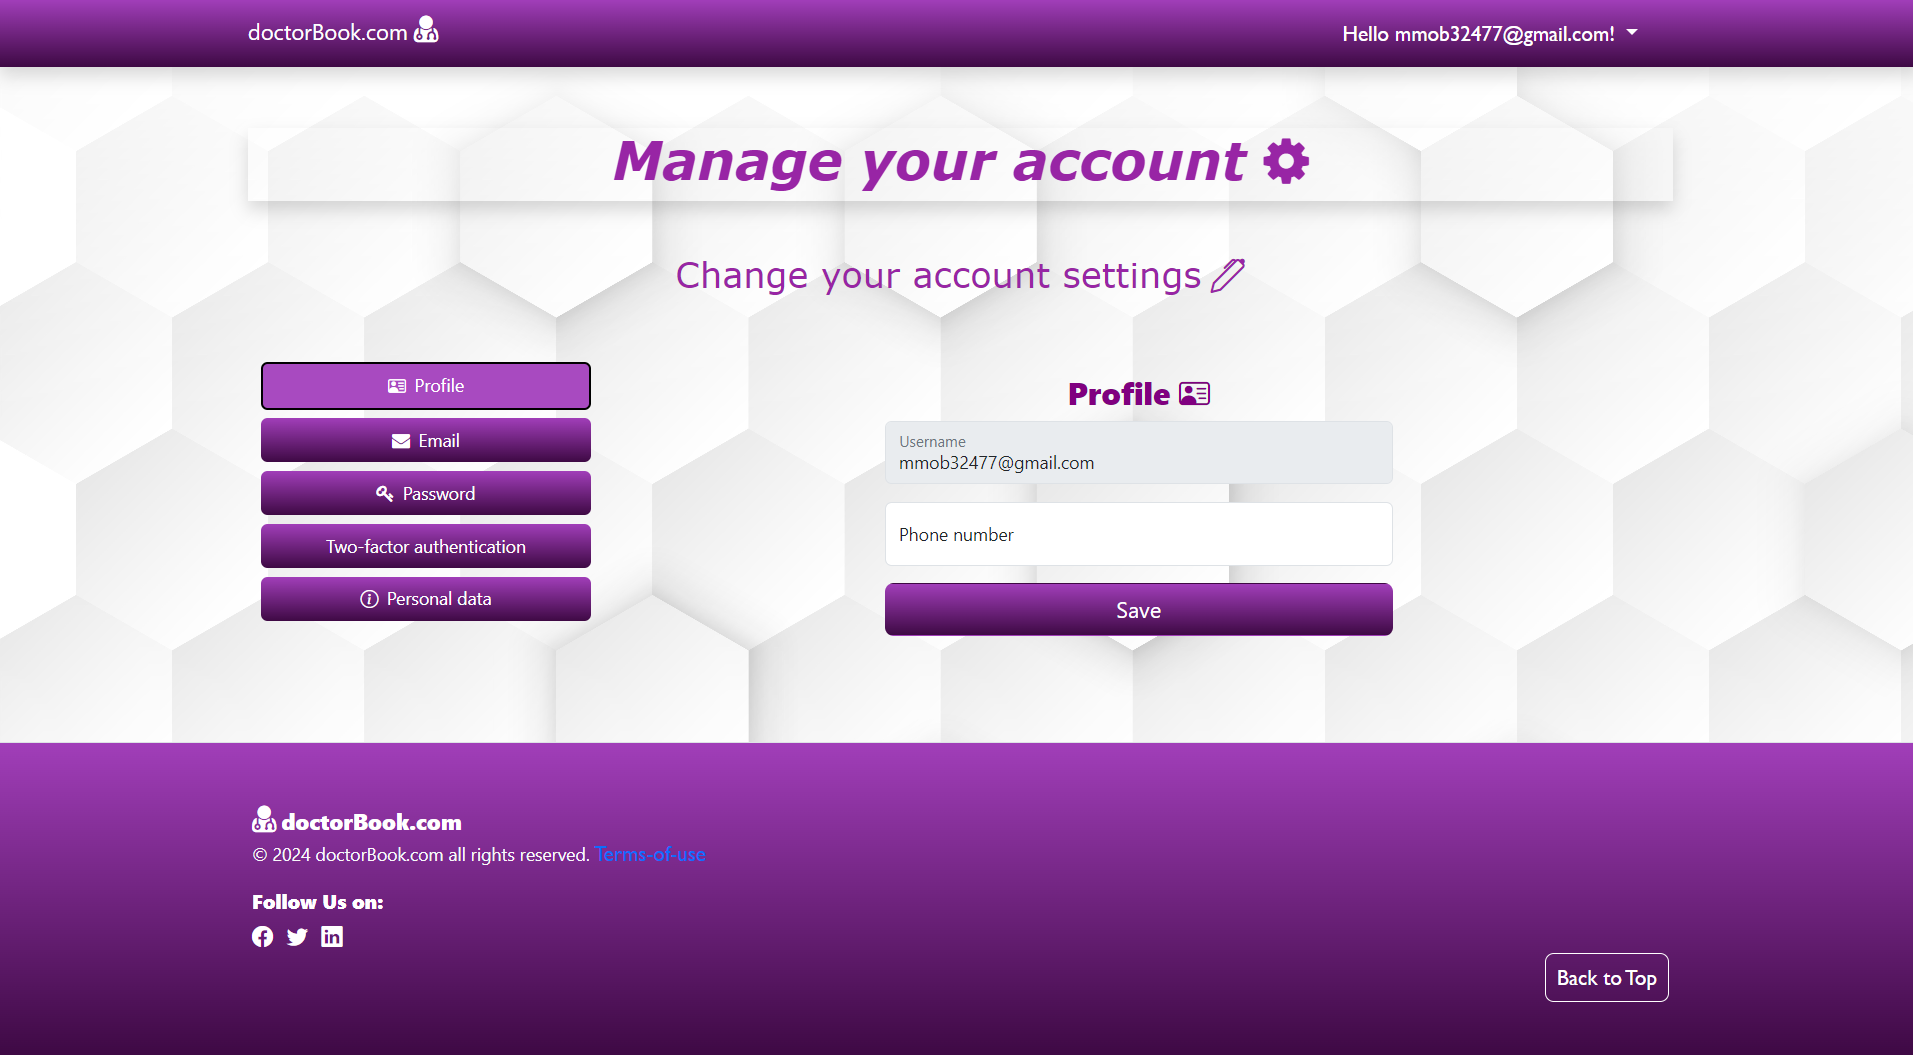 doctorBook.com
Hello mmob32477@gmail.com!
Manage your account
Change your account settings
Profile
Email
Password
Two-factor authentication
Personal data
Profile
Username
mmob32477@gmail.com
Phone number
Save
doctorBook.com
© 2024 doctorBook.com all rights reserved. Terms-of-use
Follow Us on:
Back to Top